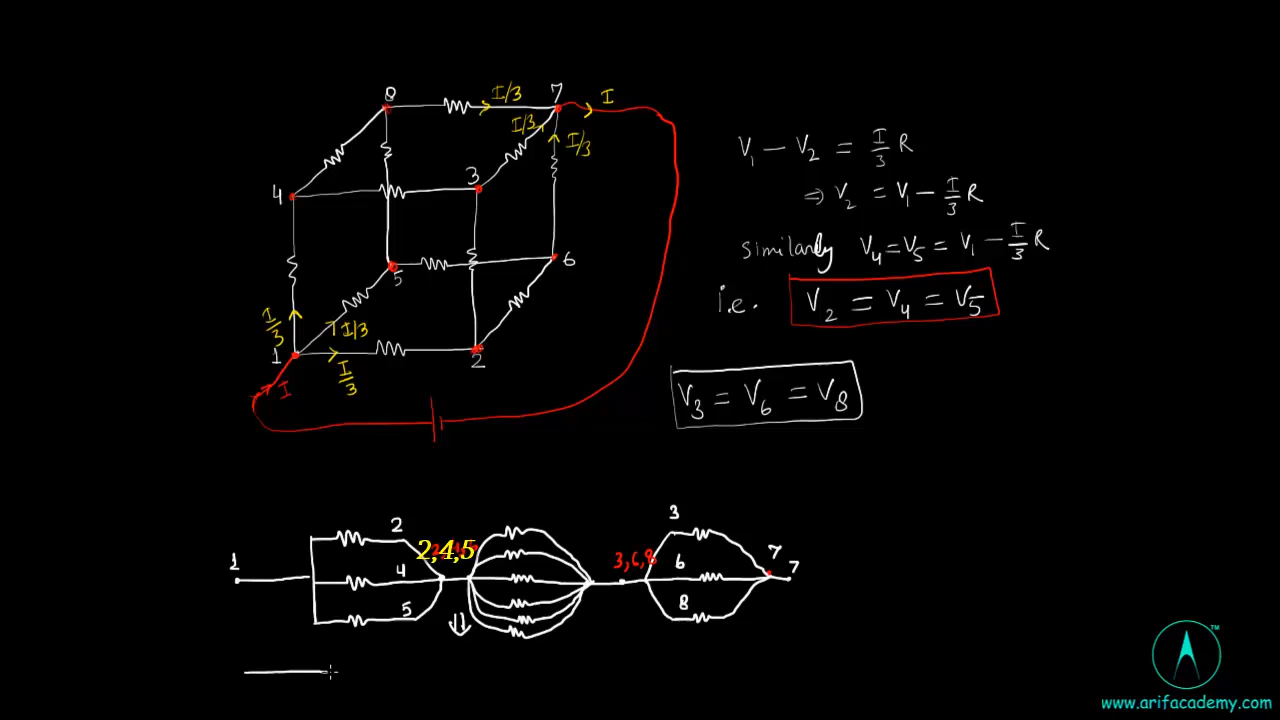 8
I/3
7
I
I/3
I/3
4
3
5
6
I/3
I/3
1
I/3
2
I
V₁ − V₂ = I/3 R
⇒ V₂ = V₁ − I/3 R
similarly V₄ = V₅ = V₁ − I/3 R
i.e. V₂ = V₄ = V₅
V₃ = V₆ = V₈
1
2
4
5
2,4,5
3,6,8
3
6
8
7
7
TM
www.arifacademy.com